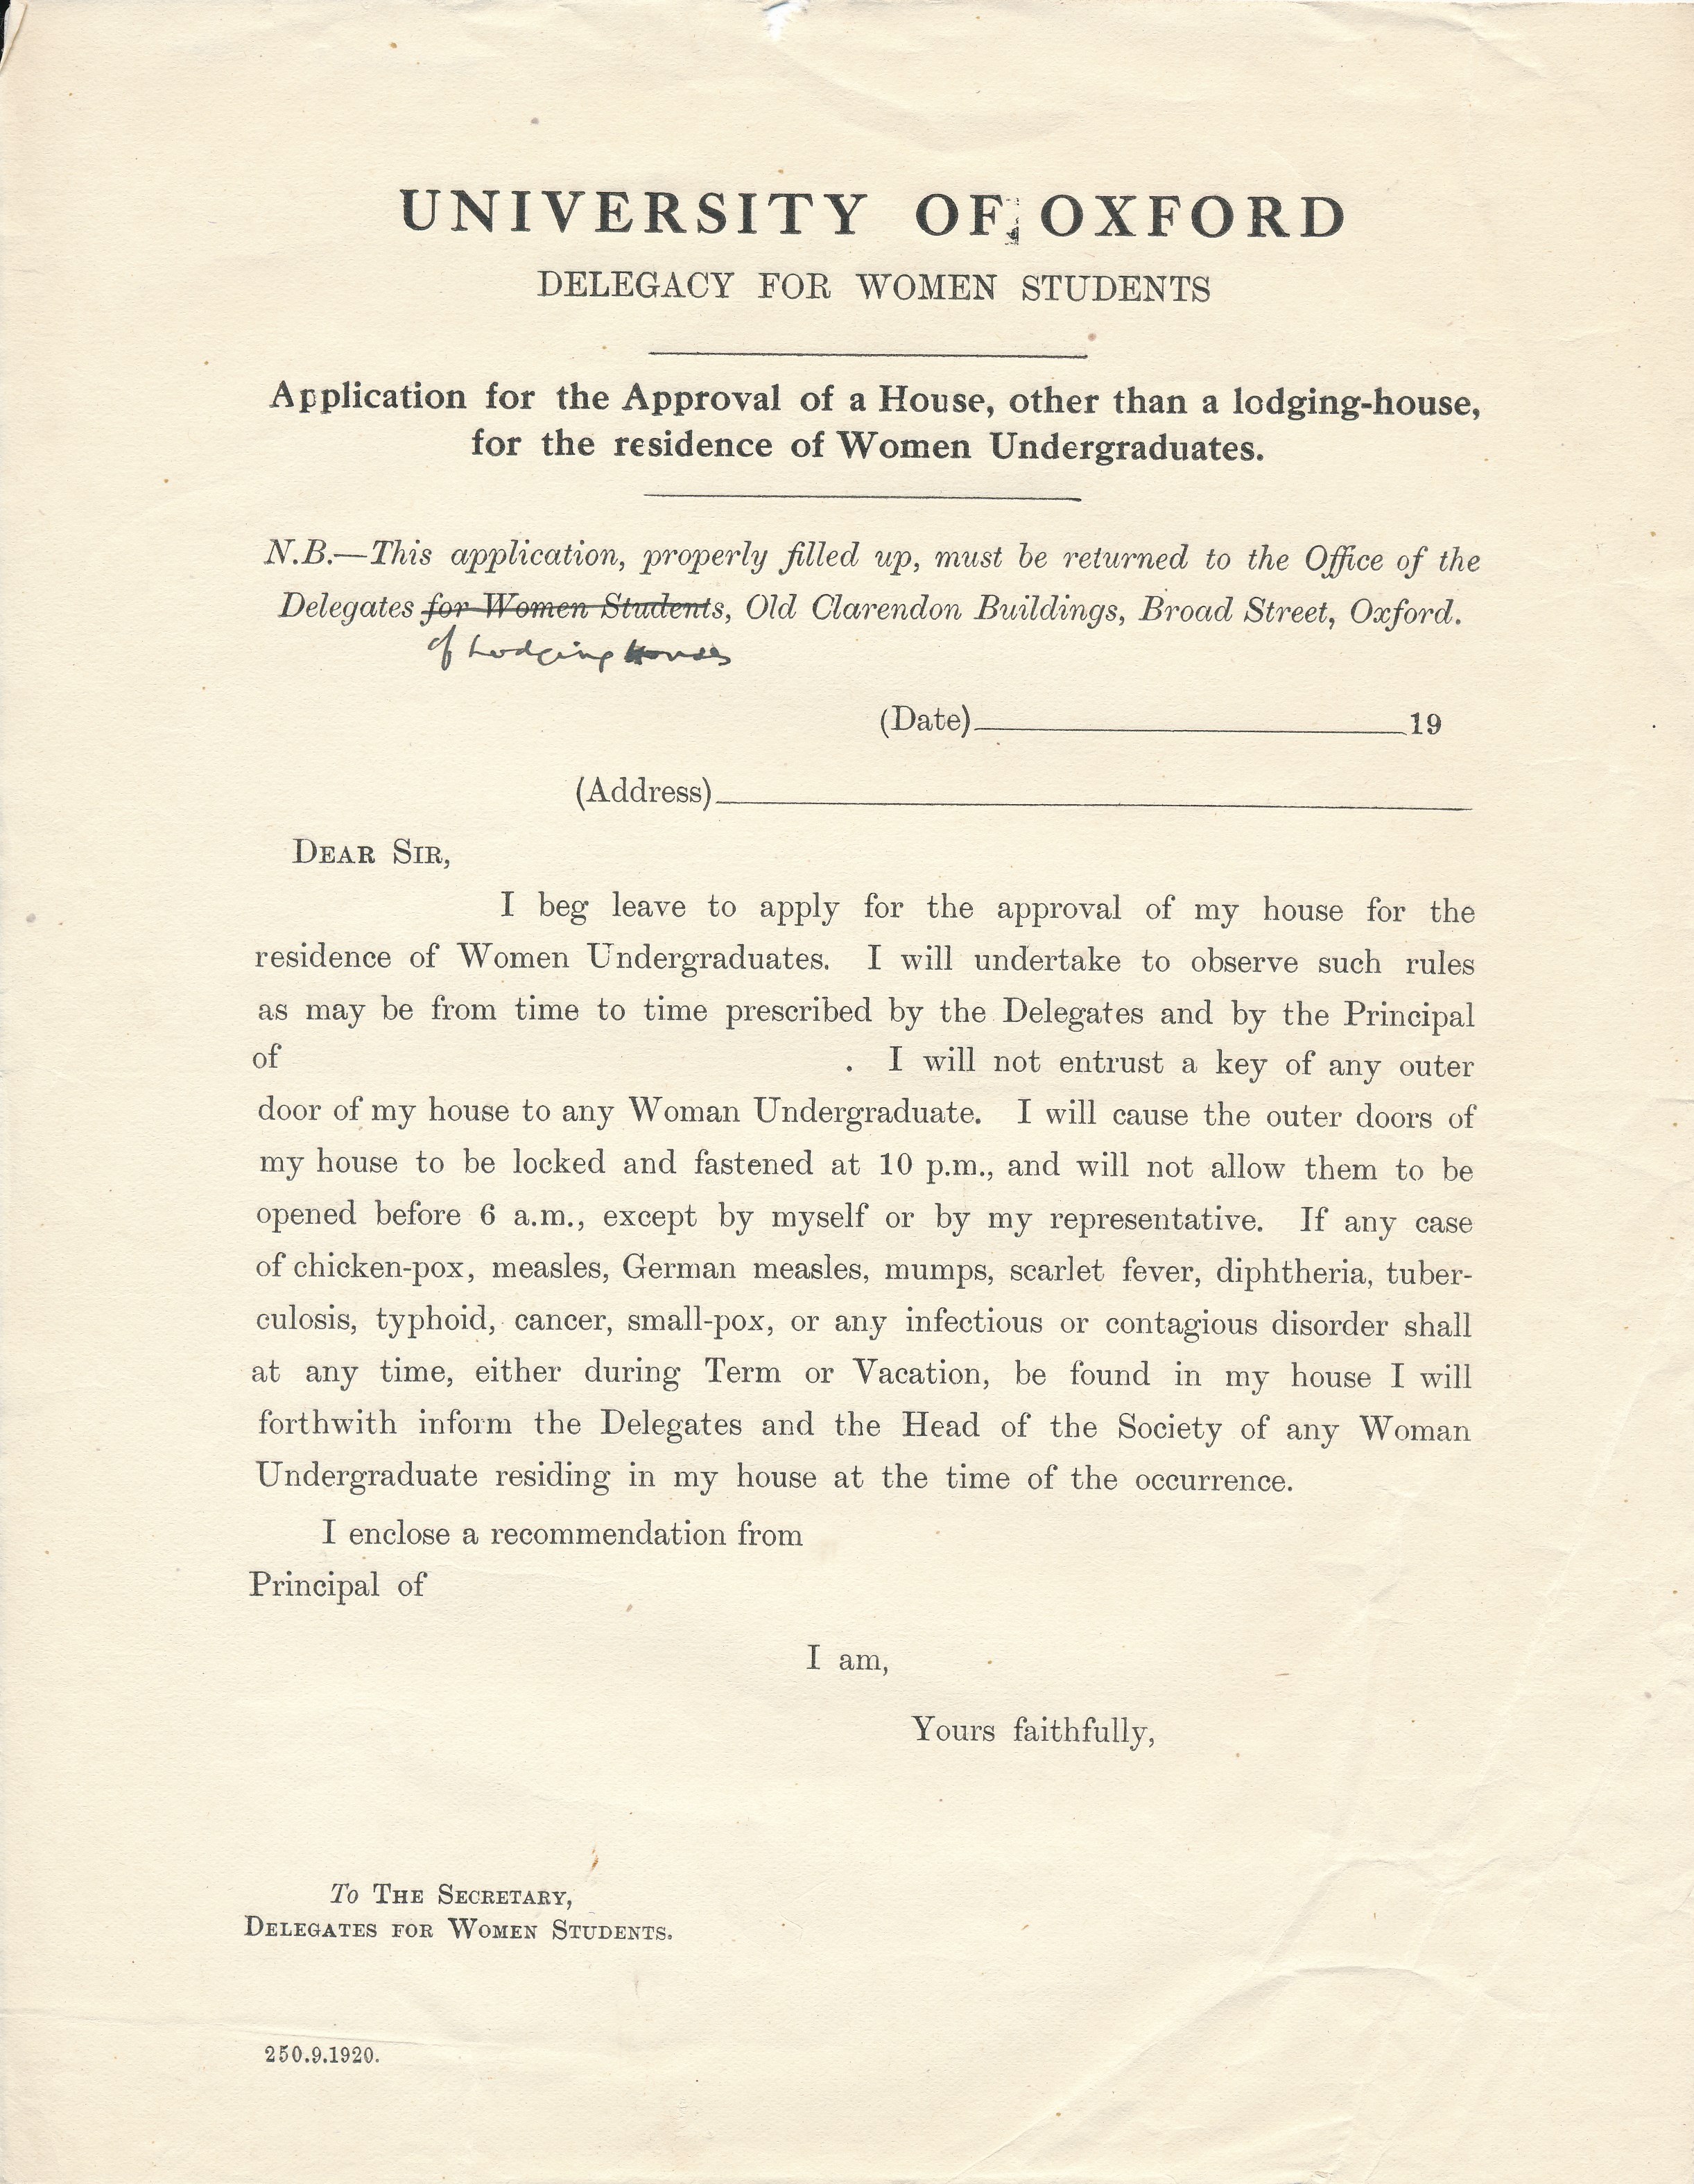 UNIVERSITY OF OXFORD
DELEGACY FOR WOMEN STUDENTS
Application for the Approval of a House, other than a lodging-house,
for the residence of Women Undergraduates.
N.B.—This application, properly filled up, must be returned to the Office of the
Delegates for Women Students, Old Clarendon Buildings, Broad Street, Oxford.
of Lodging Houses
(Date) 19
(Address)
DEAR SIR,
I beg leave to apply for the approval of my house for the
residence of Women Undergraduates. I will undertake to observe such rules
as may be from time to time prescribed by the Delegates and by the Principal
of . I will not entrust a key of any outer
door of my house to any Woman Undergraduate. I will cause the outer doors of
my house to be locked and fastened at 10 p.m., and will not allow them to be
opened before 6 a.m., except by myself or by my representative. If any case
of chicken-pox, measles, German measles, mumps, scarlet fever, diphtheria, tuber-
culosis, typhoid, cancer, small-pox, or any infectious or contagious disorder shall
at any time, either during Term or Vacation, be found in my house I will
forthwith inform the Delegates and the Head of the Society of any Woman
Undergraduate residing in my house at the time of the occurrence.
I enclose a recommendation from
Principal of
I am,
Yours faithfully,
To THE SECRETARY,
DELEGATES FOR WOMEN STUDENTS.
250.9.1920.